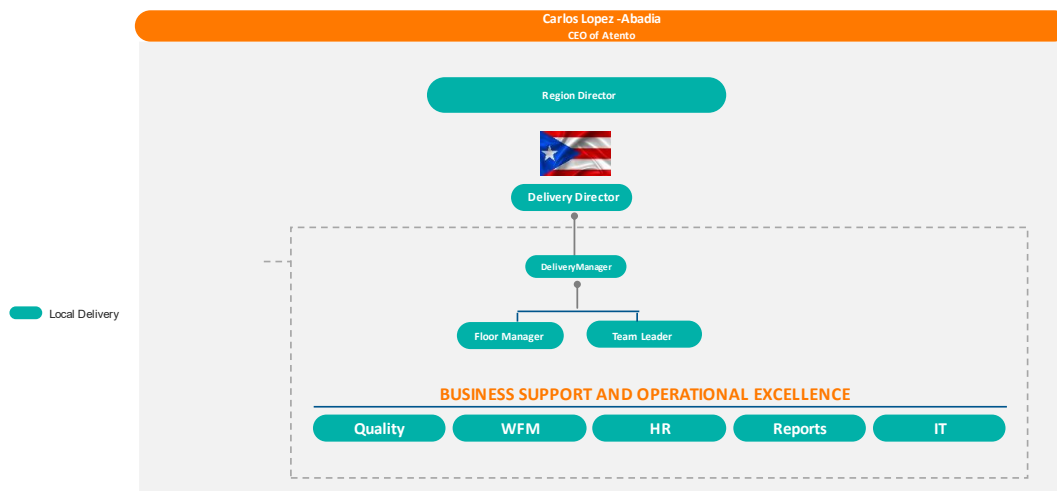 Carlos Lopez -Abadia
CEO of Atento
Region Director
Delivery Director
DeliveryManager
Local Delivery
Floor Manager
Team Leader
BUSINESS SUPPORT AND OPERATIONAL EXCELLENCE
Quality
WFM
HR
Reports
IT